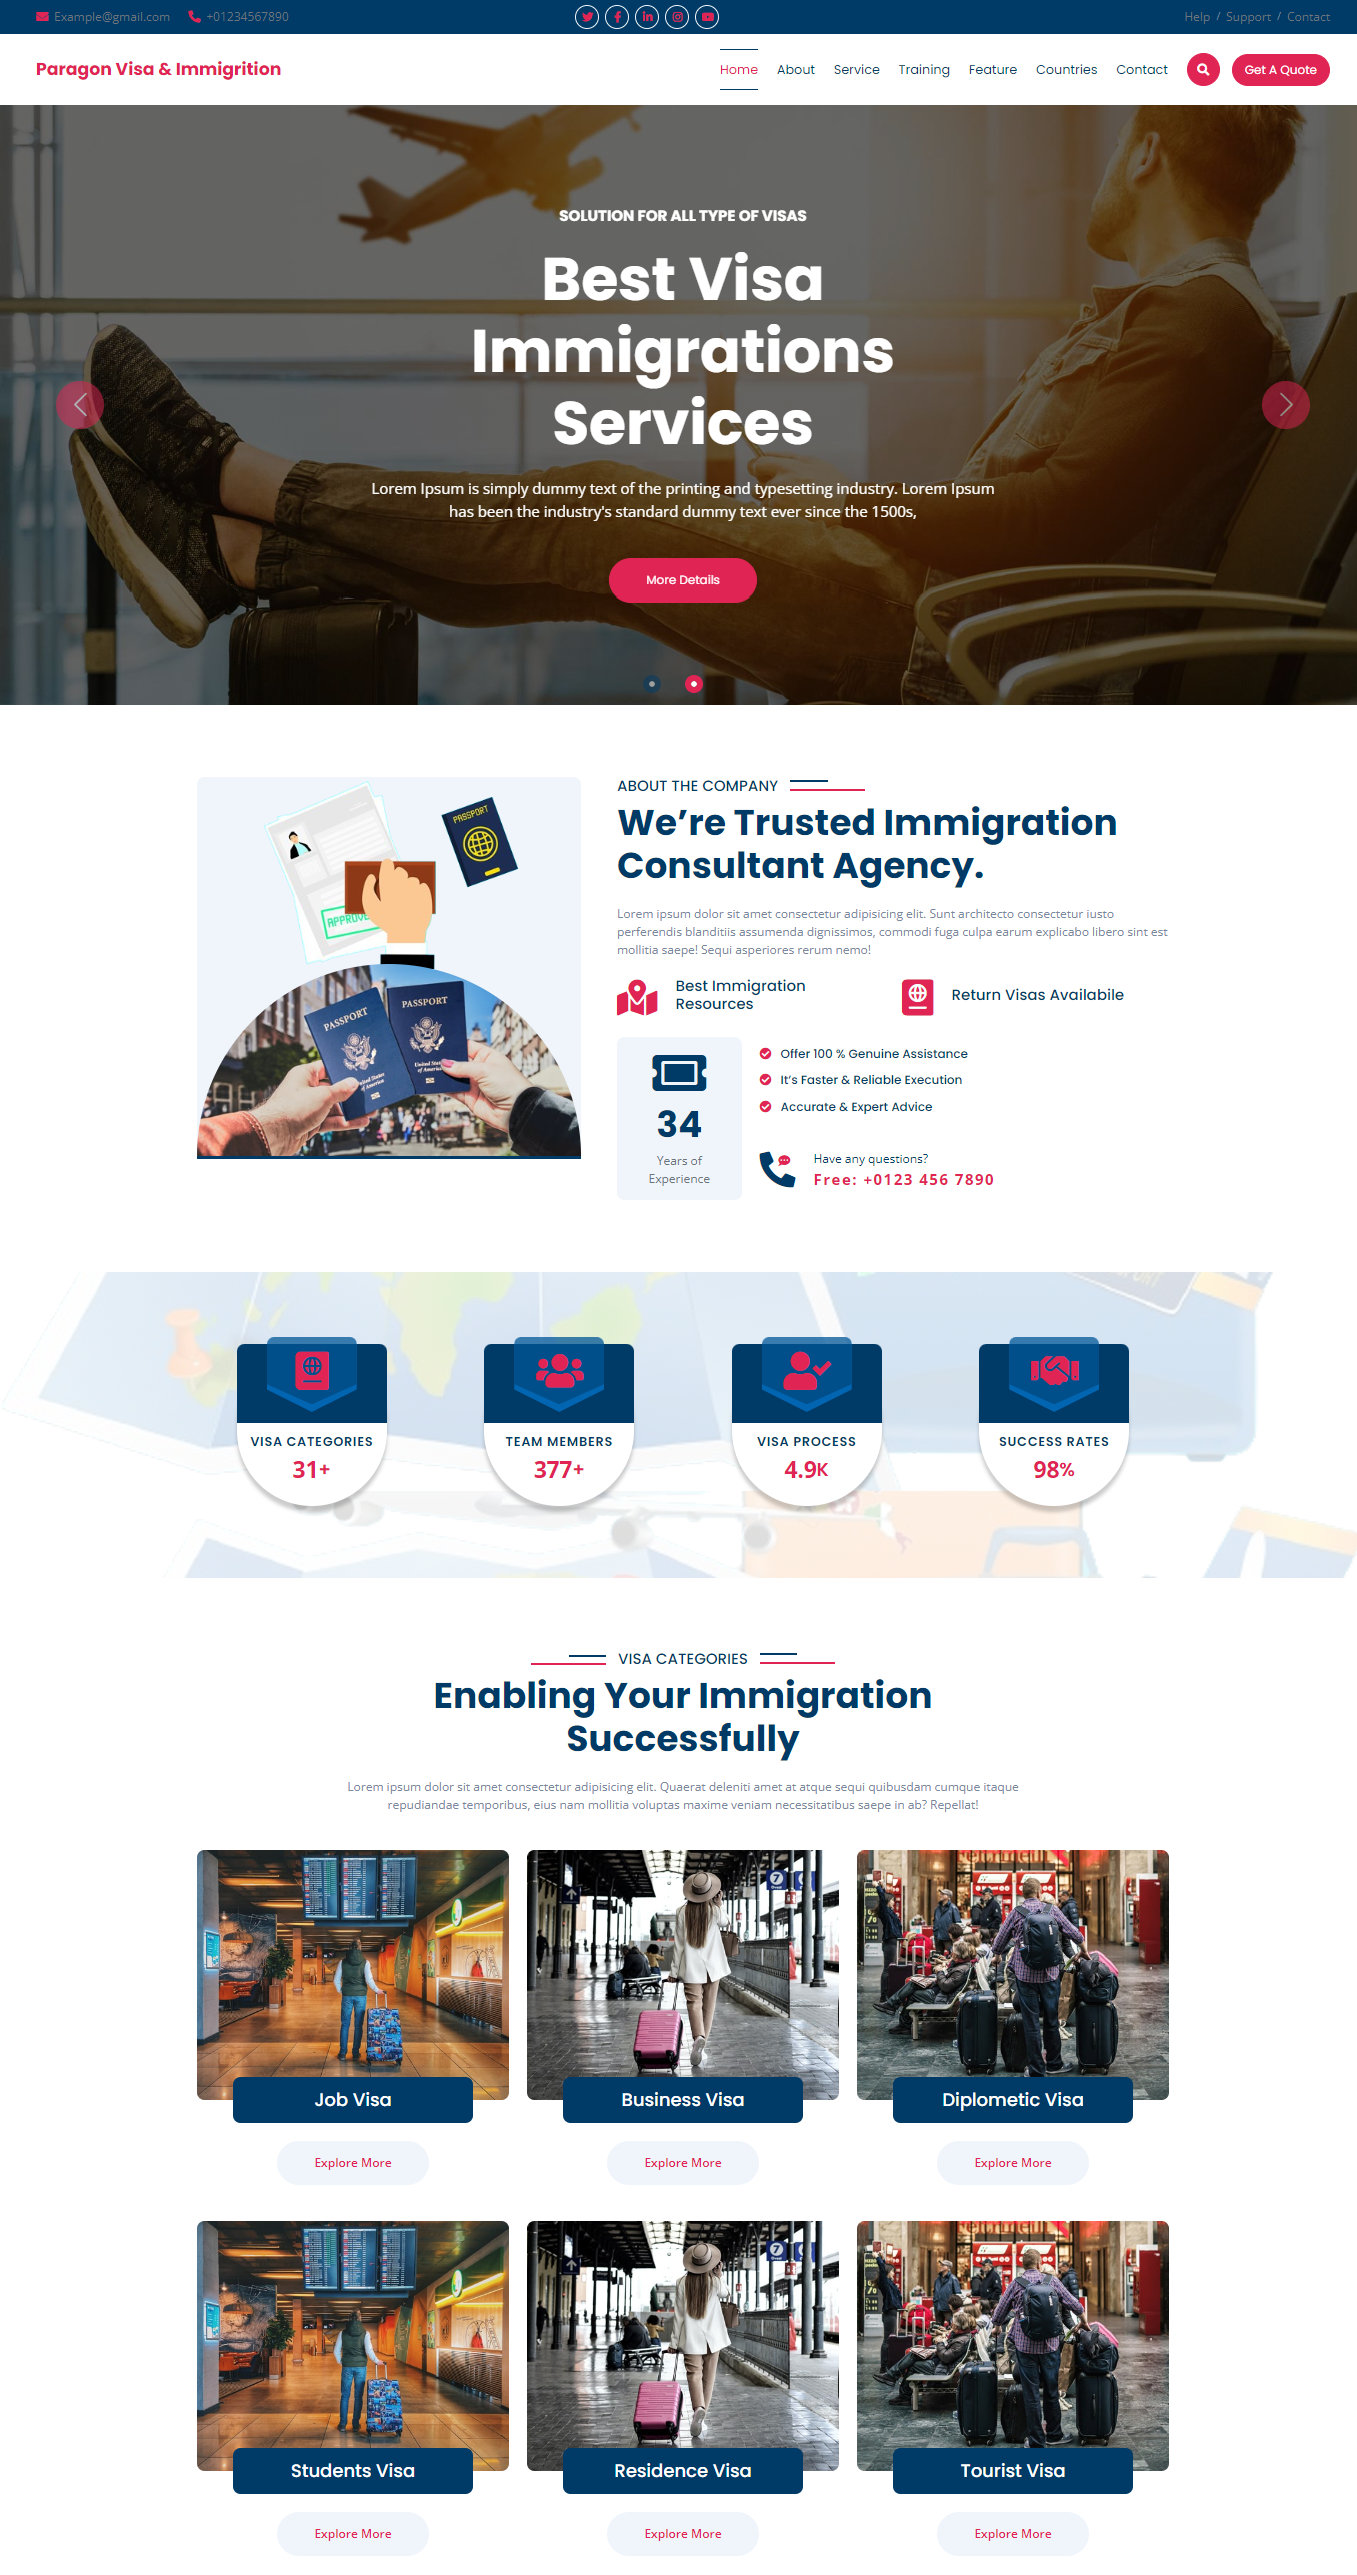 Example@gmail.com +01234567890 Help / Support / Contact
Paragon Visa & Immigrition
Home About Service Training Feature Countries Contact Get A Quote
SOLUTION FOR ALL TYPE OF VISAS
Best Visa
Immigrations
Services
Lorem Ipsum is simply dummy text of the printing and typesetting industry. Lorem Ipsum
has been the industry's standard dummy text ever since the 1500s,
More Details
PASSPORT
APPROVE
PASSPORT
PASSPORT
United States
of America
ABOUT THE COMPANY
We’re Trusted Immigration
Consultant Agency.
Lorem ipsum dolor sit amet consectetur adipisicing elit. Sunt architecto consectetur iusto
perferendis blanditiis assumenda dignissimos, commodi fuga culpa earum explicabo libero sint est
mollitia saepe! Sequi asperiores rerum nemo!
Best Immigration
Resources
Return Visas Availabile
34
Years of
Experience
Offer 100 % Genuine Assistance
It’s Faster & Reliable Execution
Accurate & Expert Advice
Have any questions?
Free: +0123 456 7890
VISA CATEGORIES
31+
TEAM MEMBERS
377+
VISA PROCESS
4.9K
SUCCESS RATES
98%
VISA CATEGORIES
Enabling Your Immigration
Successfully
Lorem ipsum dolor sit amet consectetur adipisicing elit. Quaerat deleniti amet at atque sequi quibusdam cumque itaque
repudiandae temporibus, eius nam mollitia voluptas maxime veniam necessitatibus saepe in ab? Repellat!
7
Job Visa
Business Visa
Diplometic Visa
Explore More
Explore More
Explore More
7
Students Visa
Residence Visa
Tourist Visa
Explore More
Explore More
Explore More